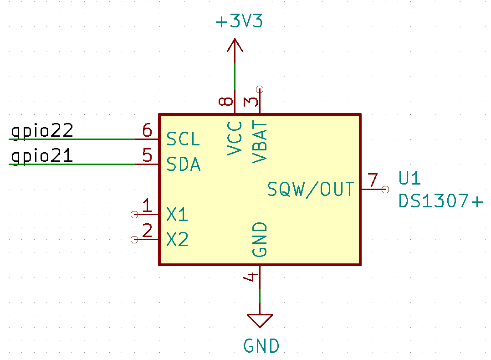 +3V3
8
3
VCC
VBAT
gpio22
6
SCL
gpio21
5
SDA
SQW/OUT
7
U1
DS1307+
1
X1
2
X2
GND
4
GND